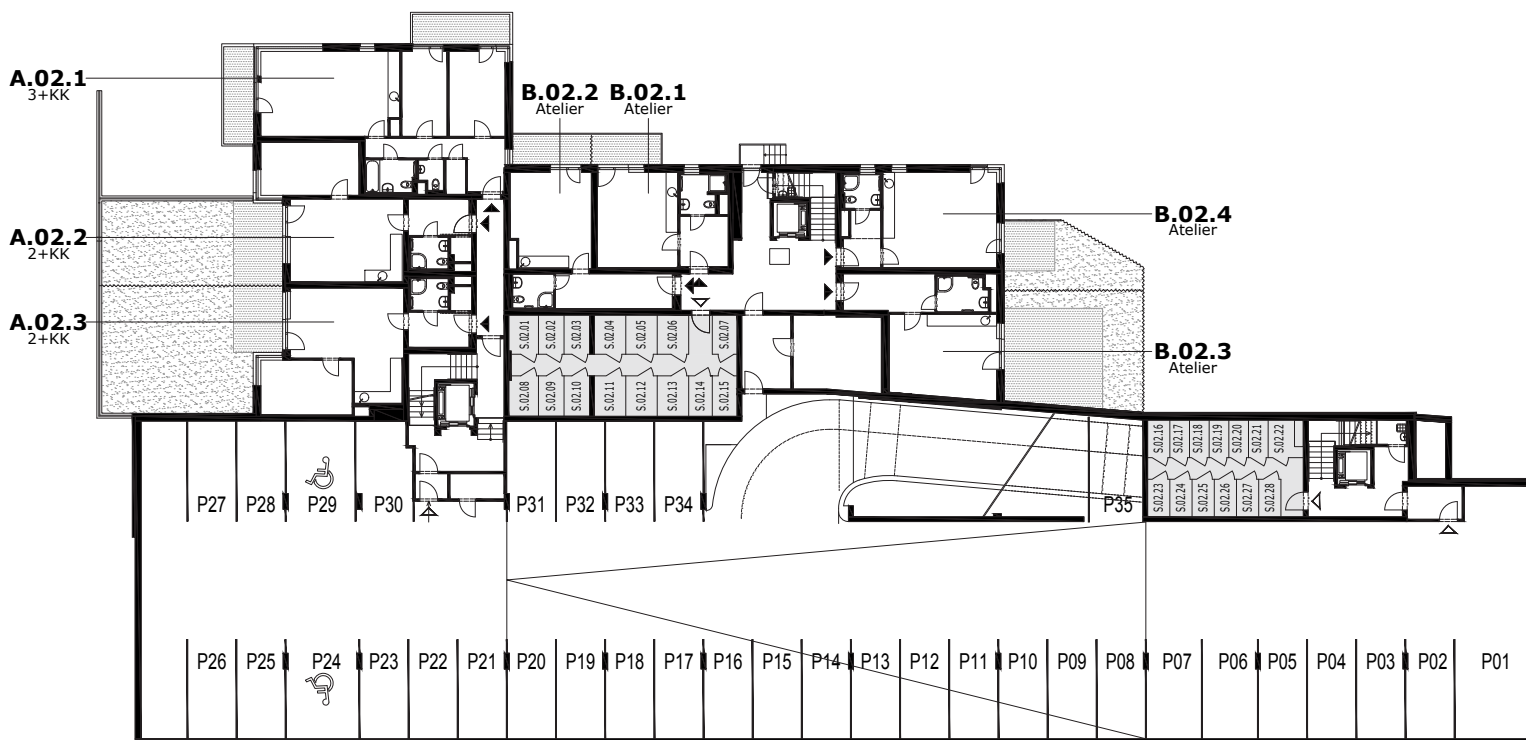 A.02.1
3+KK
B.02.2
Atelier
B.02.1
Atelier
A.02.2
2+KK
B.02.4
Atelier
A.02.3
2+KK
B.02.3
Atelier
S.02.01
S.02.02
S.02.03
S.02.04
S.02.05
S.02.06
S.02.07
S.02.08
S.02.09
S.02.10
S.02.11
S.02.12
S.02.13
S.02.14
S.02.15
S.02.16
S.02.17
S.02.18
S.02.19
S.02.20
S.02.21
S.02.22
S.02.23
S.02.24
S.02.25
S.02.26
S.02.27
S.02.28
P27
P28
P29
P30
P31
P32
P33
P34
P35
P26
P25
P24
P23
P22
P21
P20
P19
P18
P17
P16
P15
P14
P13
P12
P11
P10
P09
P08
P07
P06
P05
P04
P03
P02
P01